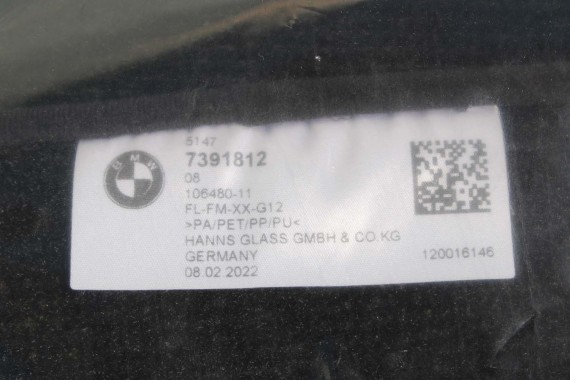 BMW
5147
7391812
08
106480-11
FL-FM-XX-G12
>PA/PET/PP/PU<
HANNS GLASS GMBH & CO.KG
GERMANY
120016146
08.02.2022